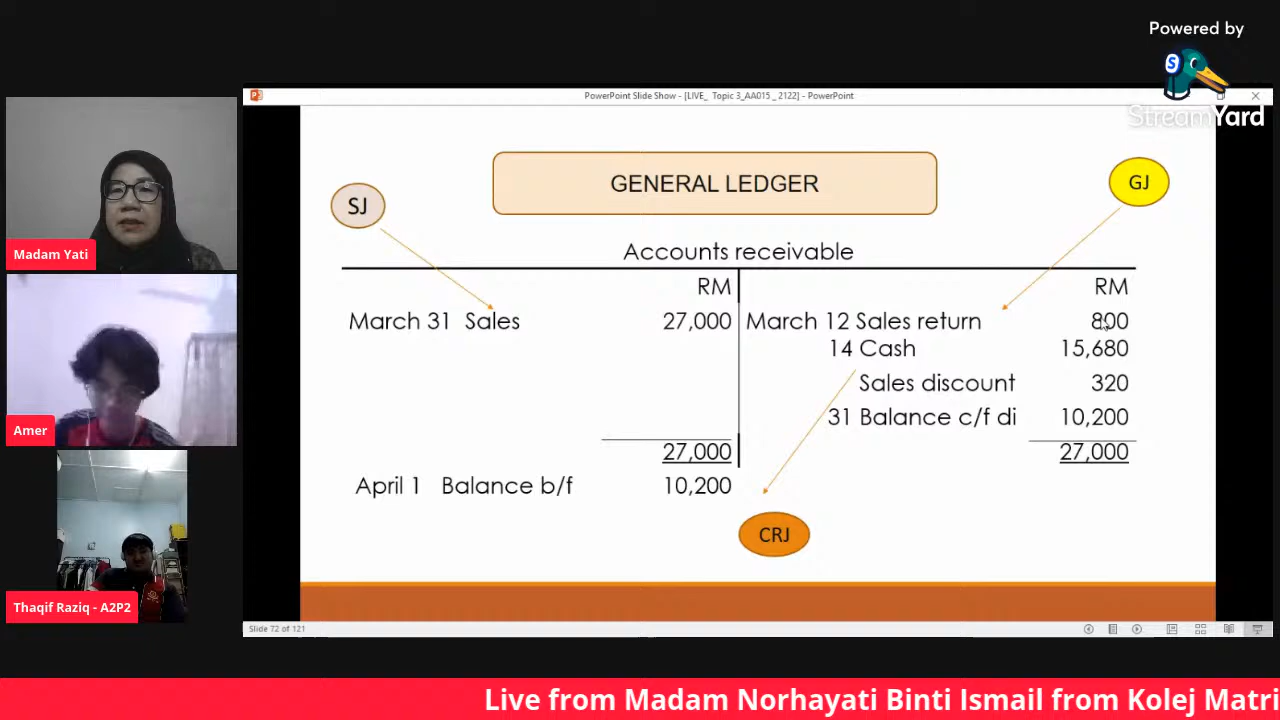 Powered by
StreamYard
PowerPoint Slide Show - [LIVE_ Topic 3_AA015 _ 2122] - PowerPoint
GENERAL LEDGER
SJ
GJ
Accounts receivable
RM RM
March 31 Sales 27,000 March 12 Sales return 800
14 Cash 15,680
Sales discount 320
31 Balance c/f di 10,200
27,000 27,000
April 1 Balance b/f 10,200
CRJ
Slide 72 of 121
Madam Yati
Amer
Thaqif Raziq - A2P2
Live from Madam Norhayati Binti Ismail from Kolej Matri